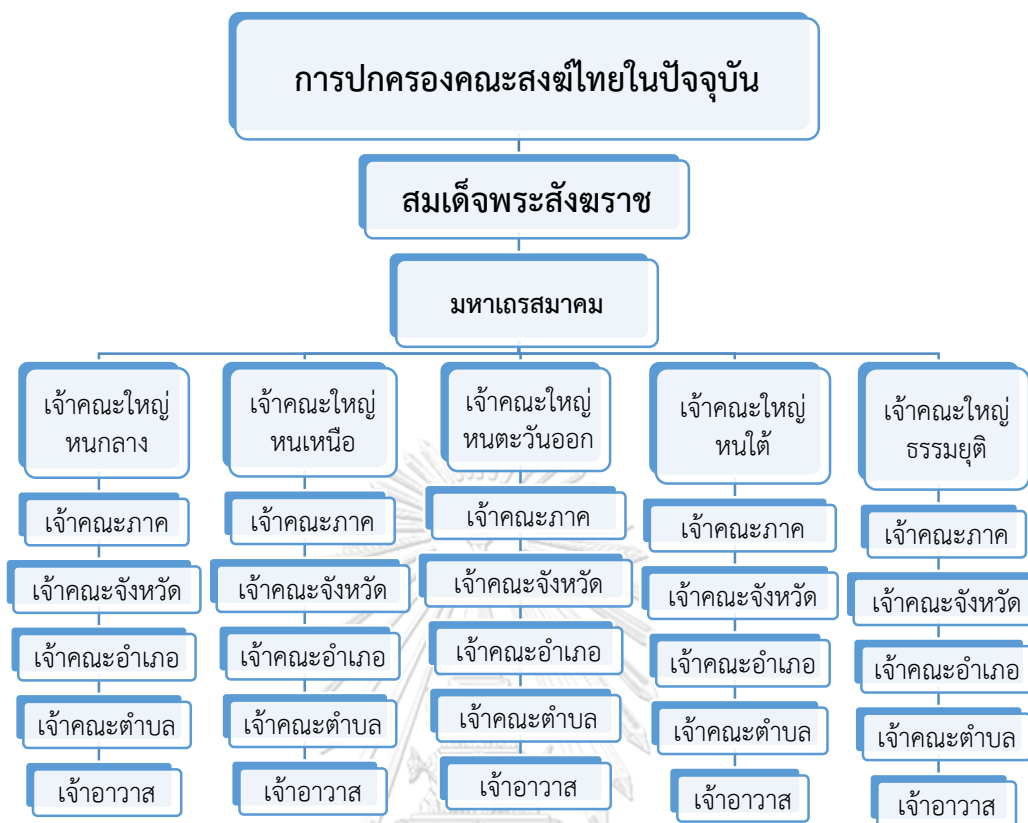 การปกครองคณะสงฆ์ไทยในปัจจุบัน
สมเด็จพระสังฆราช
มหาเถรสมาคม
เจ้าคณะใหญ่
หนกลาง
เจ้าคณะภาค
เจ้าคณะจังหวัด
เจ้าคณะอำเภอ
เจ้าคณะตำบล
เจ้าอาวาส
เจ้าคณะใหญ่
หนเหนือ
เจ้าคณะภาค
เจ้าคณะจังหวัด
เจ้าคณะอำเภอ
เจ้าคณะตำบล
เจ้าอาวาส
เจ้าคณะใหญ่
หนตะวันออก
เจ้าคณะภาค
เจ้าคณะจังหวัด
เจ้าคณะอำเภอ
เจ้าคณะตำบล
เจ้าอาวาส
เจ้าคณะใหญ่
หนใต้
เจ้าคณะภาค
เจ้าคณะจังหวัด
เจ้าคณะอำเภอ
เจ้าคณะตำบล
เจ้าอาวาส
เจ้าคณะใหญ่
ธรรมยุติ
เจ้าคณะภาค
เจ้าคณะจังหวัด
เจ้าคณะอำเภอ
เจ้าคณะตำบล
เจ้าอาวาส